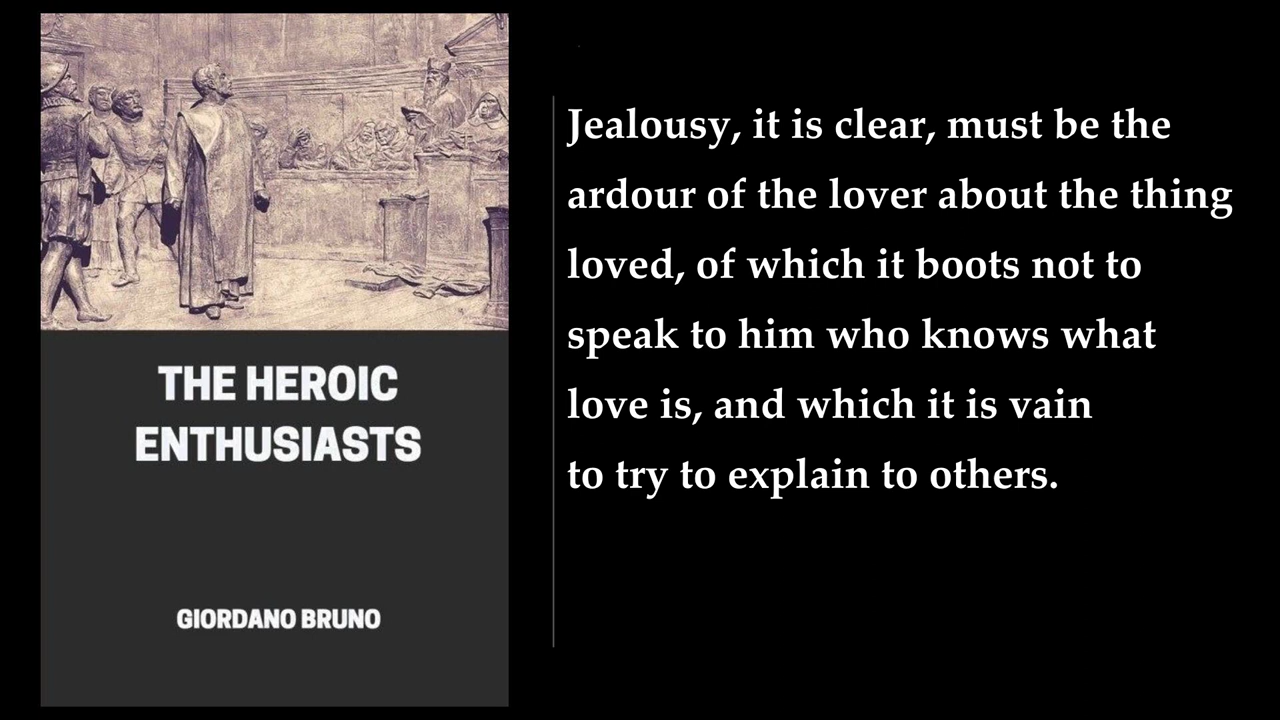 THE HEROIC
ENTHUSIASTS
GIORDANO BRUNO
Jealousy, it is clear, must be the
ardour of the lover about the thing
loved, of which it boots not to
speak to him who knows what
love is, and which it is vain
to try to explain to others.